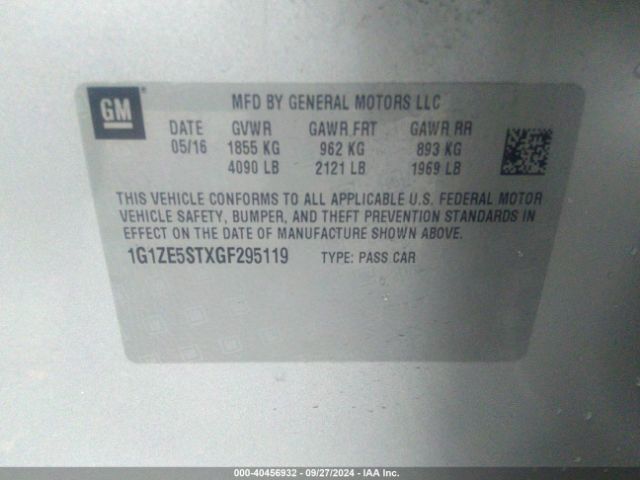 GM
MFD BY GENERAL MOTORS LLC
DATE GVWR GAWR FRT GAWR RR
05/16 1855 KG 962 KG 893 KG
4090 LB 2121 LB 1969 LB
THIS VEHICLE CONFORMS TO ALL APPLICABLE U.S. FEDERAL MOTOR
VEHICLE SAFETY, BUMPER, AND THEFT PREVENTION STANDARDS IN
EFFECT ON THE DATE OF MANUFACTURE SHOWN ABOVE.
1G1ZE5STXGF295119 TYPE: PASS CAR
000-40456932 - 09/27/2024 - IAA Inc.